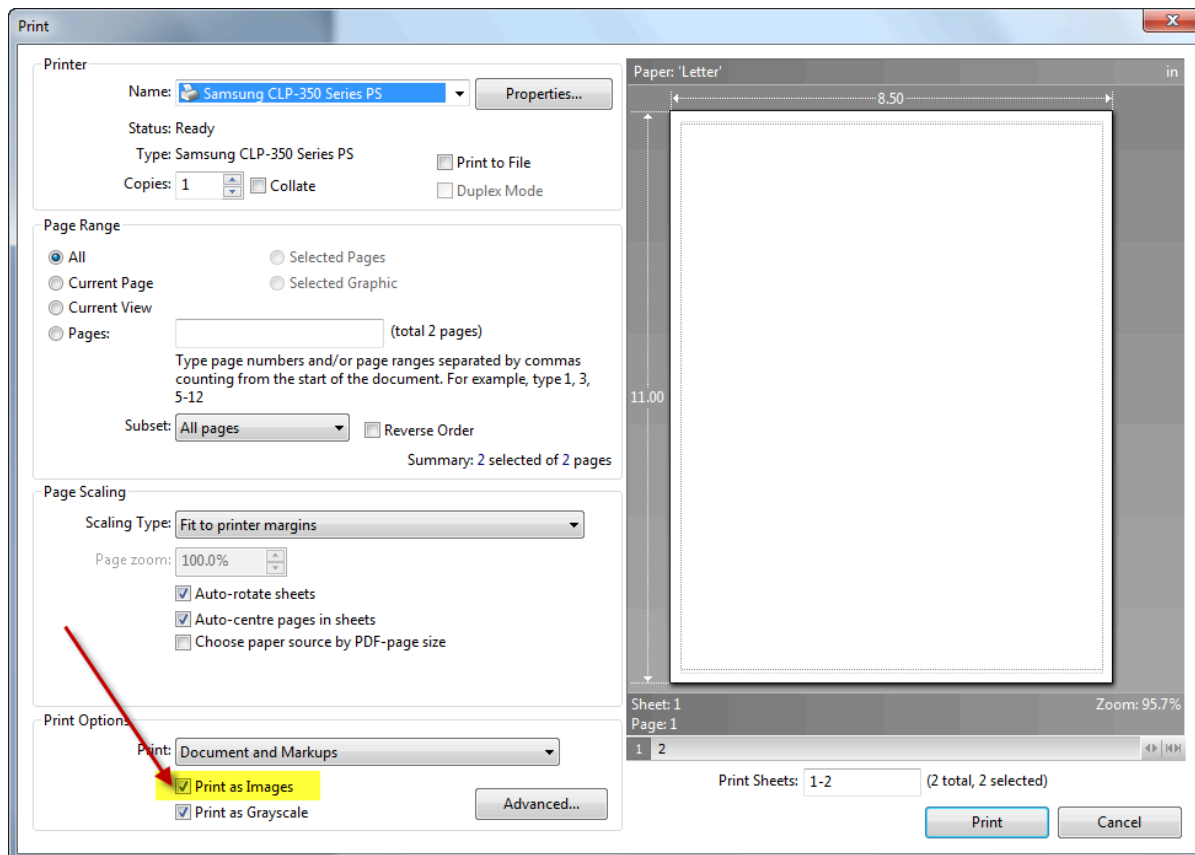 Print
Printer
Name: Samsung CLP-350 Series PS
Properties...
Status: Ready
Type: Samsung CLP-350 Series PS
Print to File
Copies: 1
Collate
Duplex Mode
Page Range
All
Selected Pages
Current Page
Selected Graphic
Current View
Pages:
(total 2 pages)
Type page numbers and/or page ranges separated by commas
counting from the start of the document. For example, type 1, 3,
5-12
Subset: All pages
Reverse Order
Summary: 2 selected of 2 pages
Page Scaling
Scaling Type: Fit to printer margins
Page zoom: 100.0%
Auto-rotate sheets
Auto-centre pages in sheets
Choose paper source by PDF-page size
Print Options
Print: Document and Markups
Print as Images
Print as Grayscale
Advanced...
Paper: 'Letter'
in
8.50
11.00
Sheet: 1
Zoom: 95.7%
Page: 1
1 2
Print Sheets: 1-2 (2 total, 2 selected)
Print
Cancel